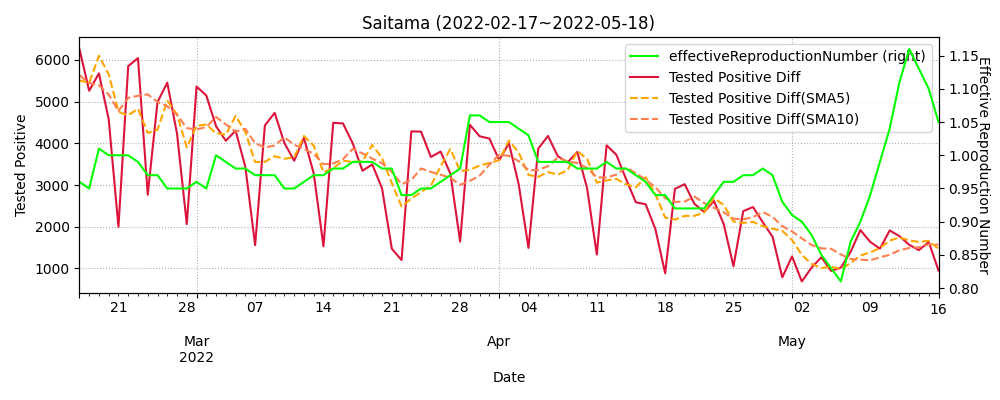 Saitama (2022-02-17~2022-05-18)
effectiveReproductionNumber (right)
Tested Positive Diff
Tested Positive Diff(SMA5)
Tested Positive Diff(SMA10)
Tested Positive
6000
5000
4000
3000
2000
1000
1.15
1.10
1.05
1.00
0.95
0.90
0.85
0.80
Effective Reproduction Number
21 28 07 14 21 28 04 11 18 25 02 09 16
Mar Apr May
2022
Date